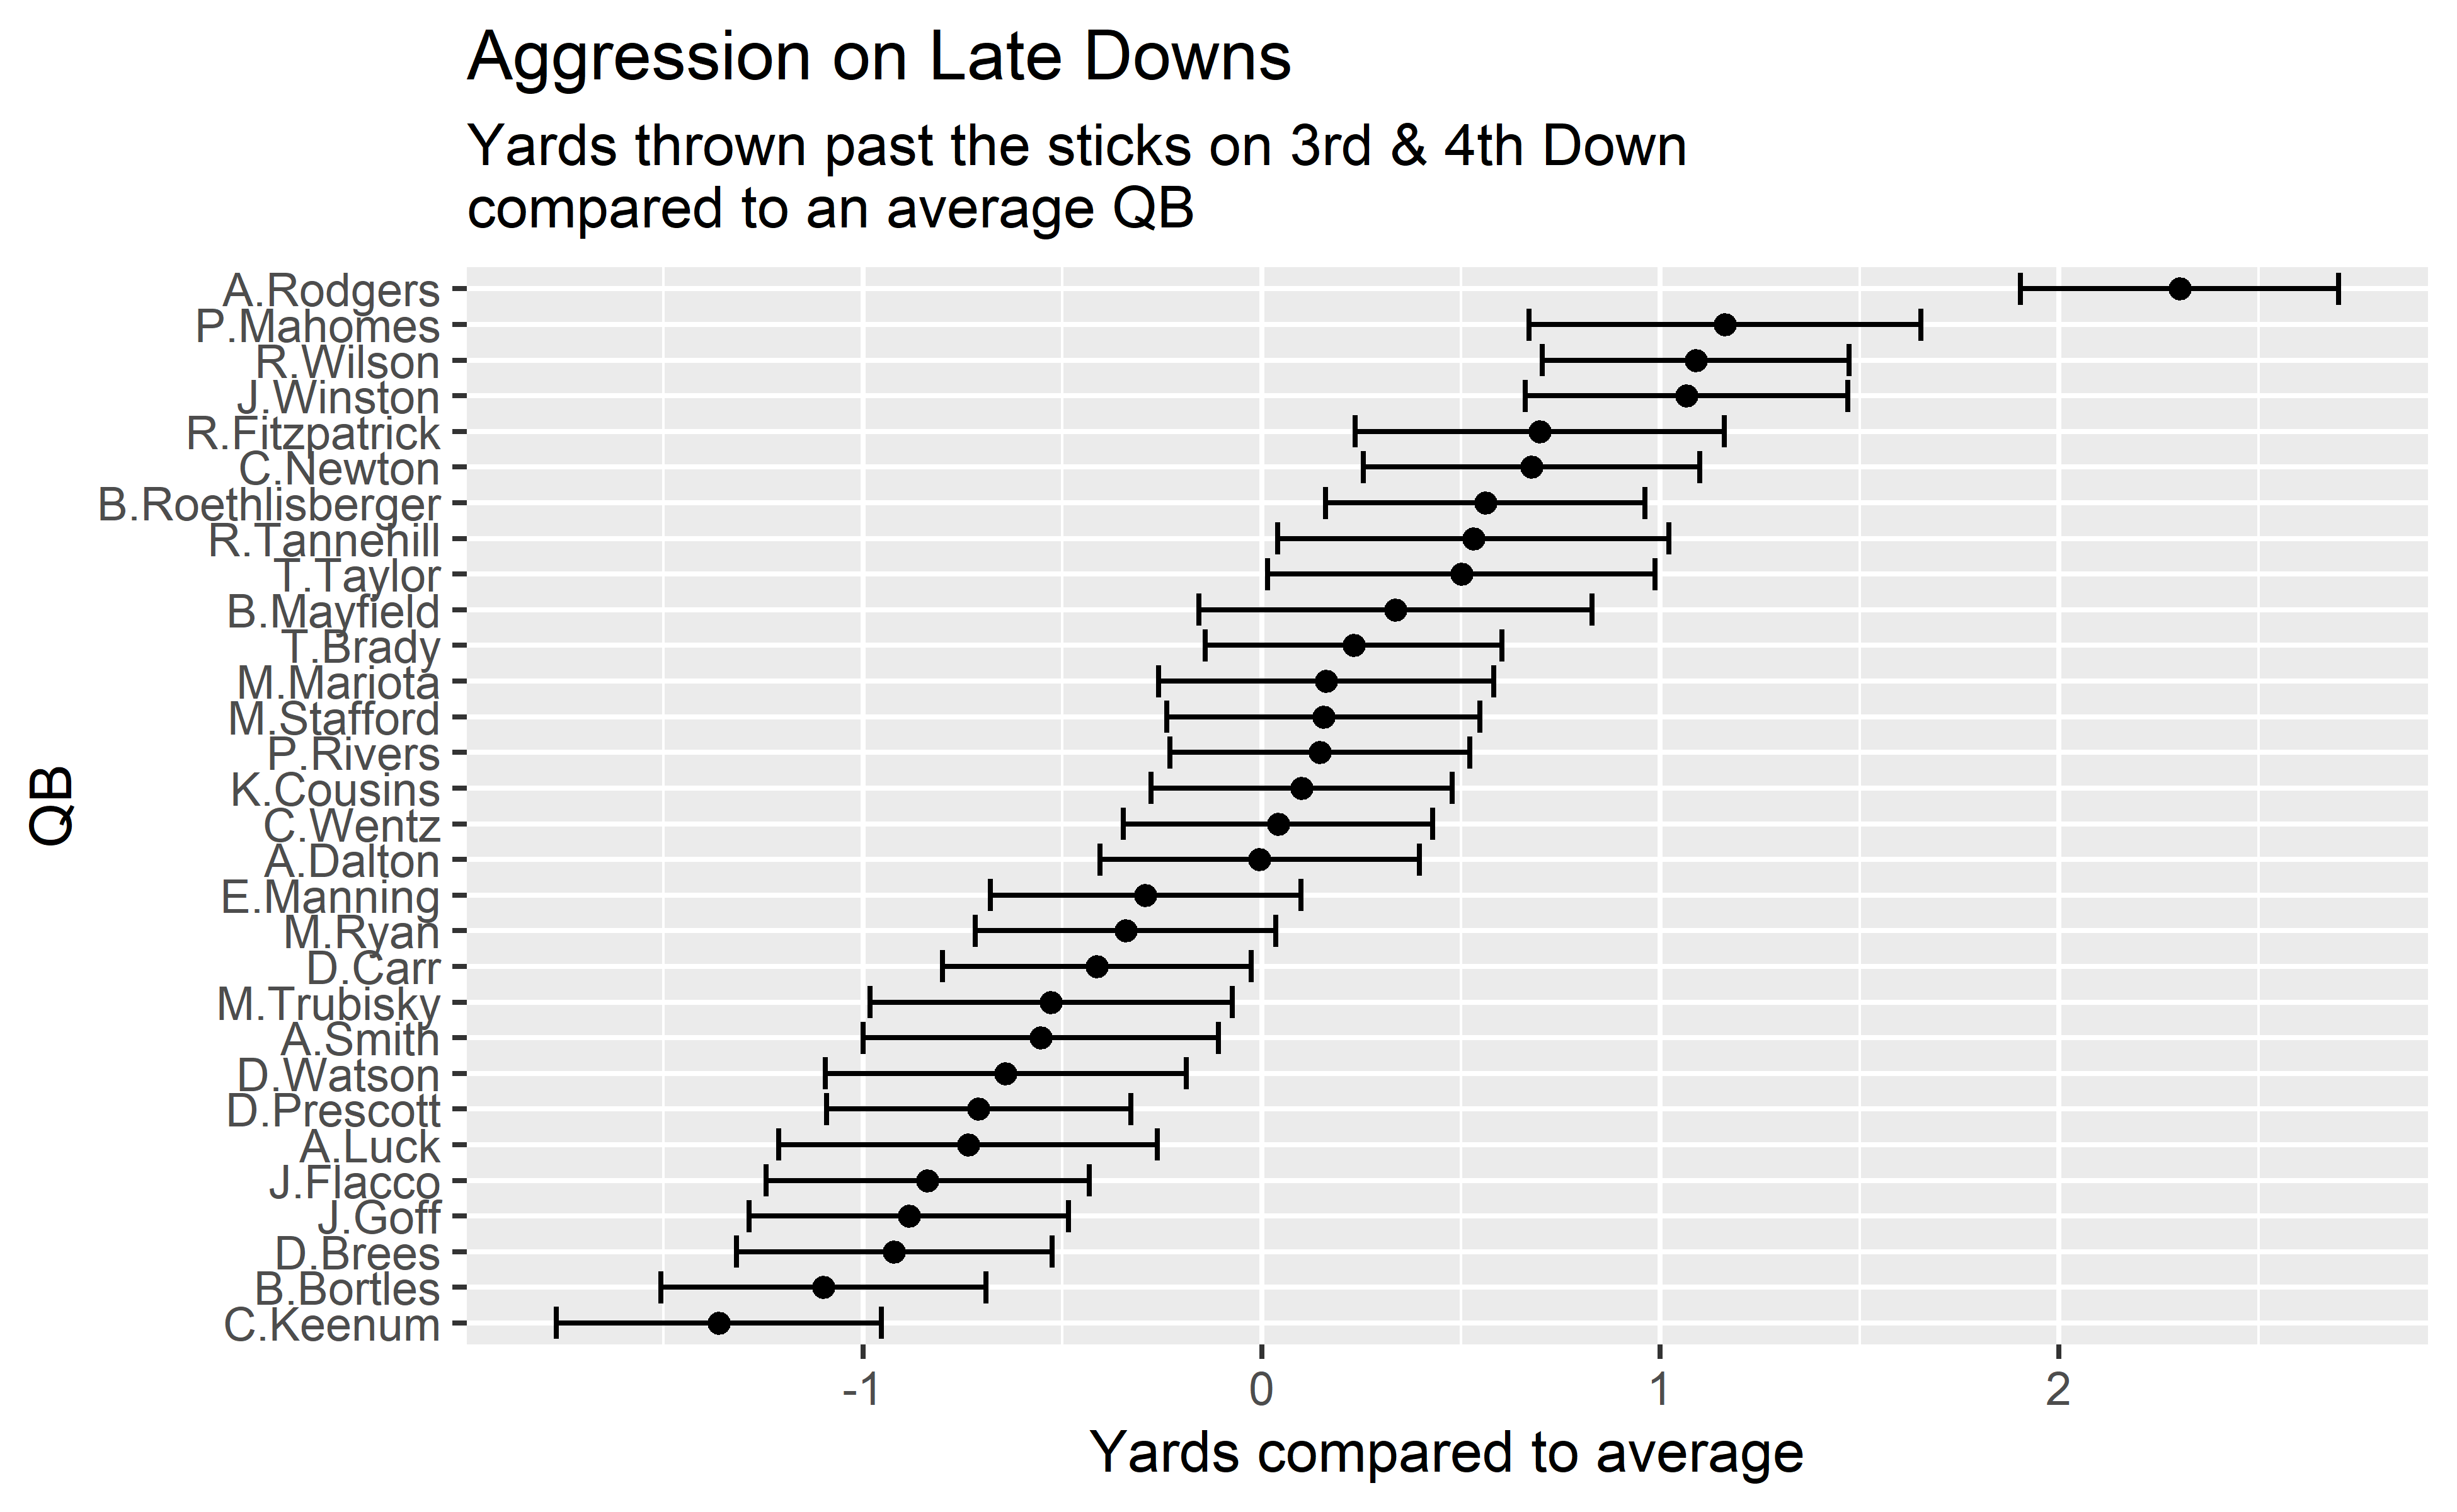 Aggression on Late Downs
Yards thrown past the sticks on 3rd & 4th Down
compared to an average QB
A.Rodgers
P.Mahomes
R.Wilson
J.Winston
R.Fitzpatrick
C.Newton
B.Roethlisberger
R.Tannehill
T.Taylor
B.Mayfield
T.Brady
M.Mariota
M.Stafford
P.Rivers
K.Cousins
C.Wentz
A.Dalton
E.Manning
M.Ryan
D.Carr
M.Trubisky
A.Smith
D.Watson
D.Prescott
A.Luck
J.Flacco
J.Goff
D.Brees
B.Bortles
C.Keenum
QB
-1 0 1 2
Yards compared to average